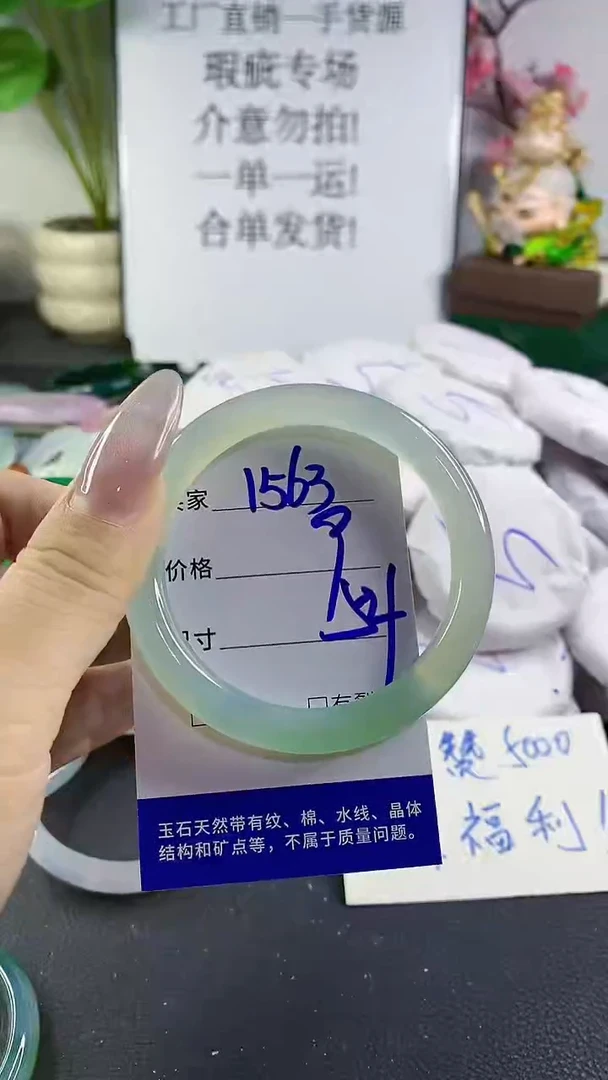 工厂直销一手货源
瑕疵专场
介意勿拍!
一单一运!
合单发货!
家 1563
价格
寸
玉石天然带有纹、棉、水线、晶体
结构和矿点等，不属于质量问题。
赞 5000
福利!